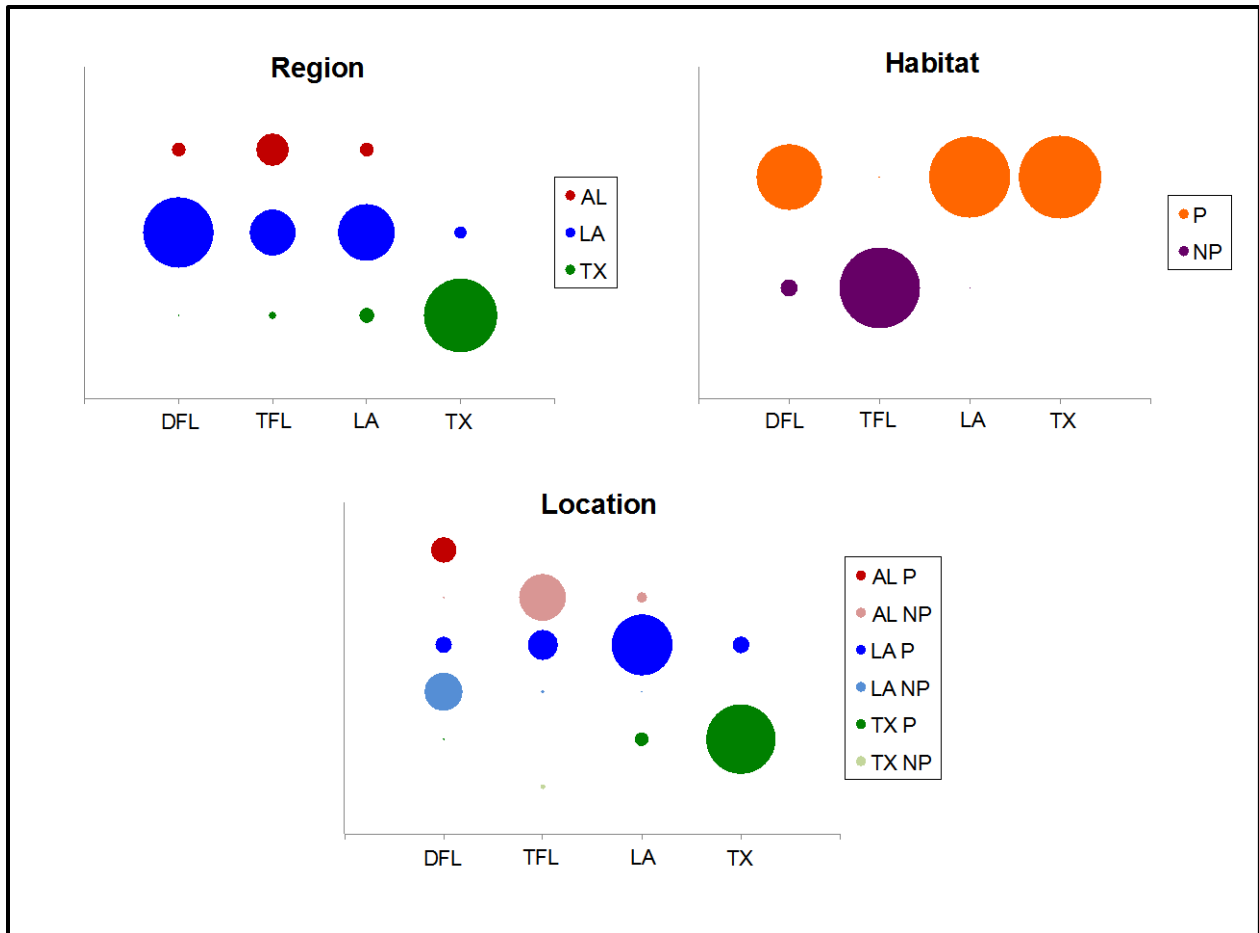 Region
AL
LA
TX
DFL TFL LA TX
Habitat
P
NP
DFL TFL LA TX
Location
AL P
AL NP
LA P
LA NP
TX P
TX NP
DFL TFL LA TX